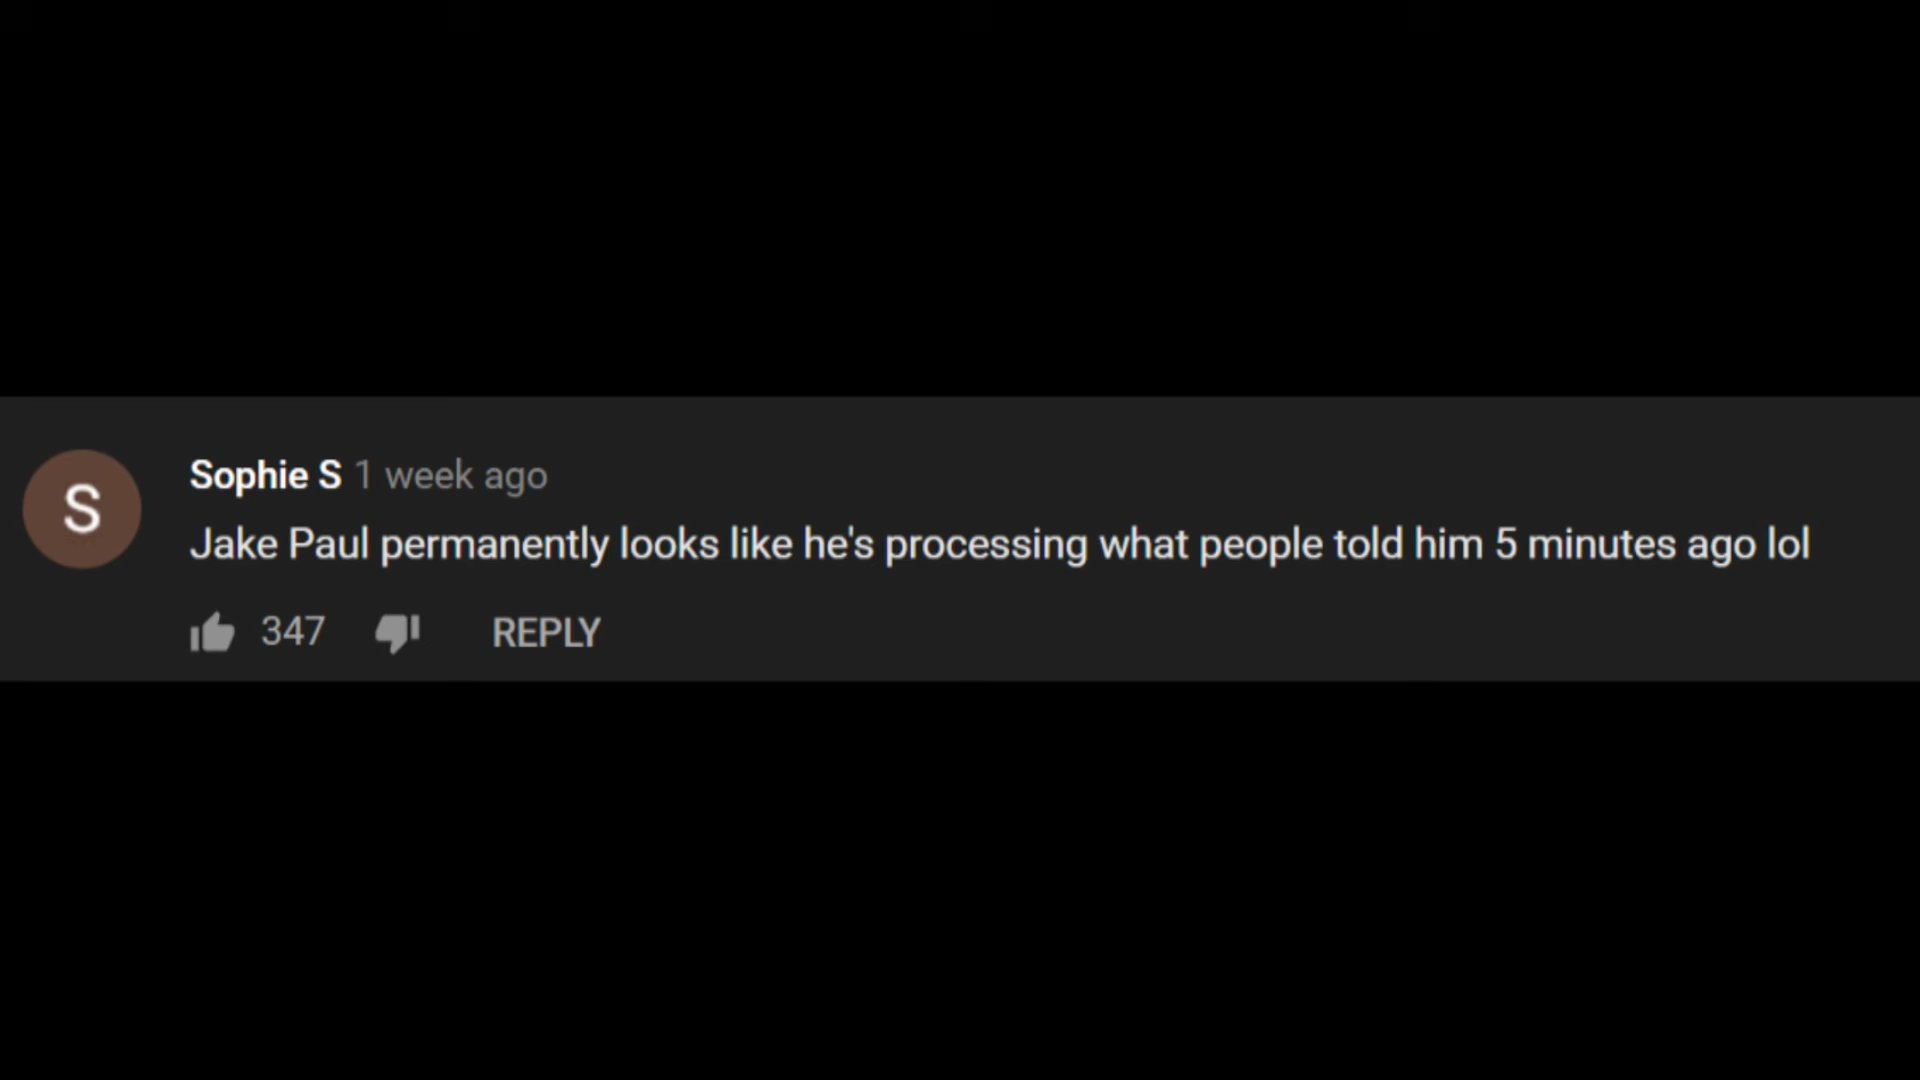 S
Sophie S 1 week ago
Jake Paul permanently looks like he's processing what people told him 5 minutes ago lol
347 REPLY